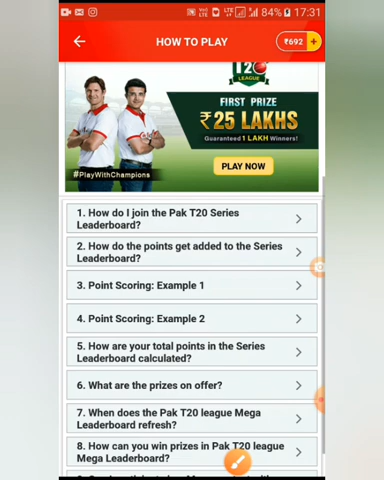 84% 17:31
HOW TO PLAY
₹692 +
T20
LEAGUE
FIRST PRIZE
₹25 LAKHS
Guaranteed 1 LAKH Winners!
PLAY NOW
#PlayWithChampions
1. How do I join the Pak T20 Series
Leaderboard?
2. How do the points get added to the Series
Leaderboard?
3. Point Scoring: Example 1
4. Point Scoring: Example 2
5. How are your total points in the Series
Leaderboard calculated?
6. What are the prizes on offer?
7. When does the Pak T20 league Mega
Leaderboard refresh?
8. How can you win prizes in Pak T20 league
Mega Leaderboard?